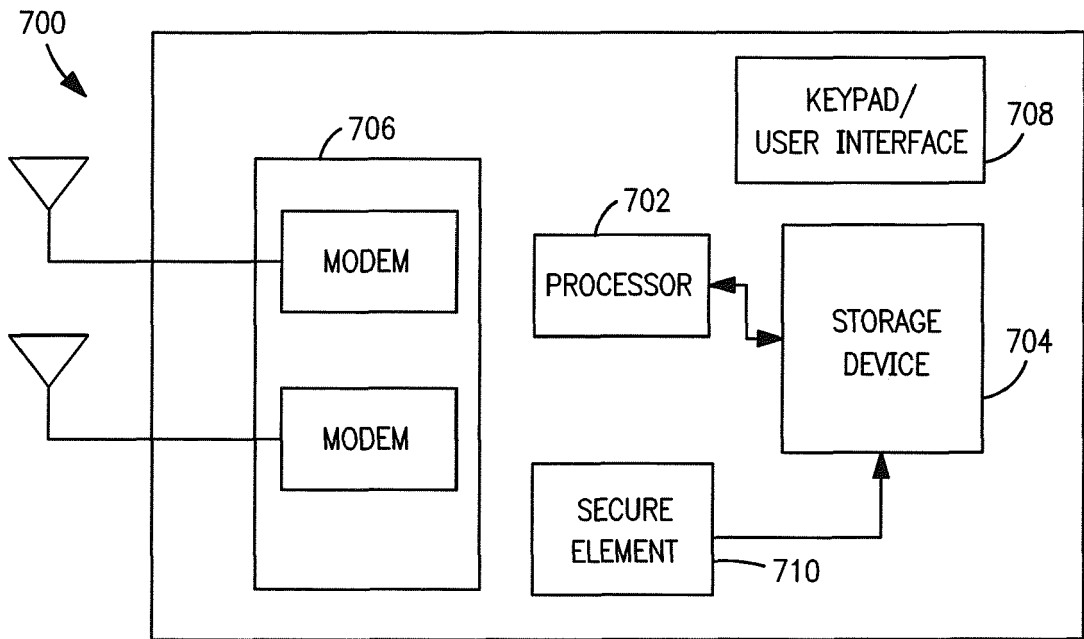 700
KEYPAD/
USER INTERFACE
708
706
702
MODEM
PROCESSOR
STORAGE
DEVICE
704
MODEM
SECURE
ELEMENT
710